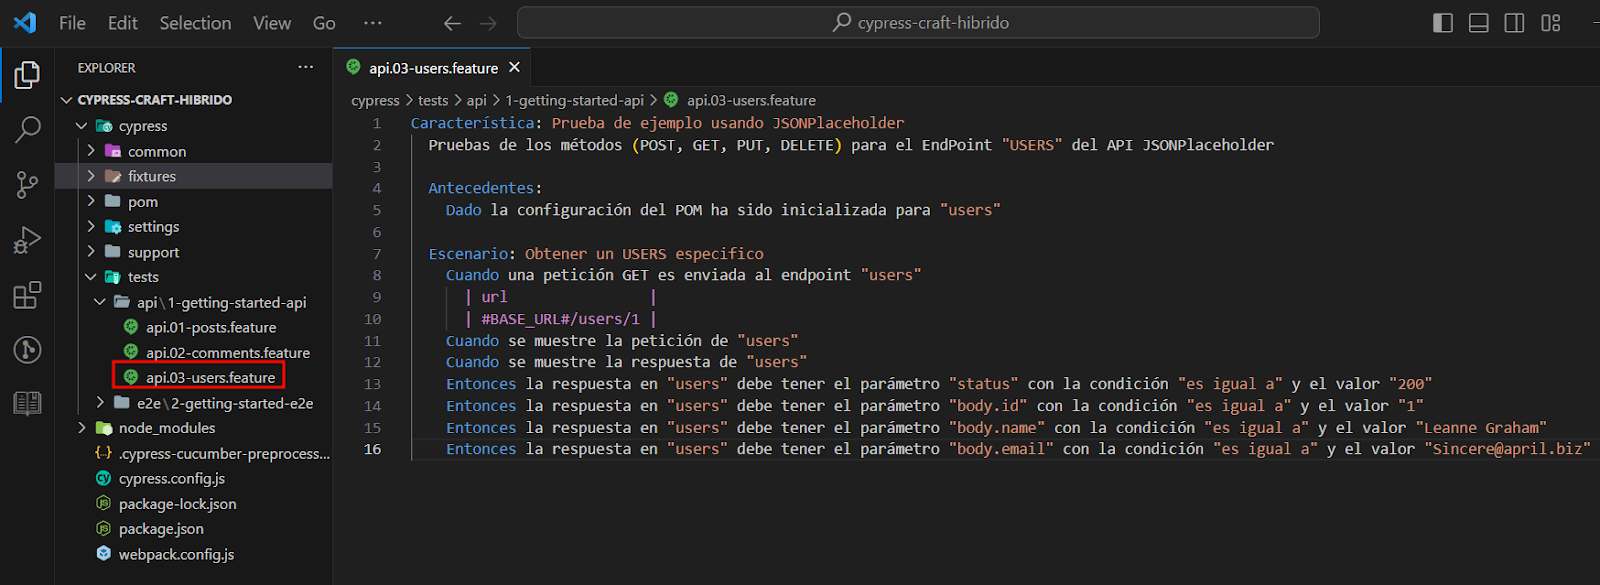 File Edit Selection View Go ···
cypress-craft-hibrido
EXPLORER ···
CYPRESS-CRAFT-HIBRIDO
cypress
common
fixtures
pom
settings
support
tests
api\1-getting-started-api
api.01-posts.feature
api.02-comments.feature
api.03-users.feature
e2e\2-getting-started-e2e
node_modules
.cypress-cucumber-preprocess...
cypress.config.js
package-lock.json
package.json
webpack.config.js
api.03-users.feature
cypress > tests > api > 1-getting-started-api > api.03-users.feature
1 Característica: Prueba de ejemplo usando JSONPlaceholder
2 Pruebas de los métodos (POST, GET, PUT, DELETE) para el EndPoint "USERS" del API JSONPlaceholder
3
4 Antecedentes:
5 Dado la configuración del POM ha sido inicializada para "users"
6
7 Escenario: Obtener un USERS especifico
8 Cuando una petición GET es enviada al endpoint "users"
9 | url |
10 | #BASE_URL#/users/1 |
11 Cuando se muestre la petición de "users"
12 Cuando se muestre la respuesta de "users"
13 Entonces la respuesta en "users" debe tener el parámetro "status" con la condición "es igual a" y el valor "200"
14 Entonces la respuesta en "users" debe tener el parámetro "body.id" con la condición "es igual a" y el valor "1"
15 Entonces la respuesta en "users" debe tener el parámetro "body.name" con la condición "es igual a" y el valor "Leanne Graham"
16 Entonces la respuesta en "users" debe tener el parámetro "body.email" con la condición "es igual a" y el valor "Sincere@april.biz"